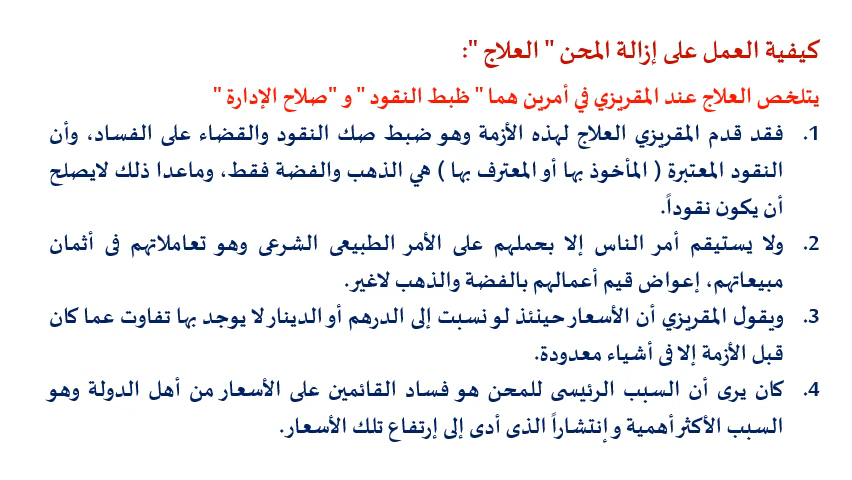 كيفية العمل على إزالة المحن " العلاج ":
يتلخص العلاج عند المقريزي في أمرين هما " ظبط النقود " و "صلاح الإدارة "
1. فقد قدم المقريزي العلاج لهذه الأزمة وهو ضبط صك النقود والقضاء على الفساد، وأن
النقود المعتبرة ( المأخوذ بها أو المعترف بها ) هي الذهب والفضة فقط، وماعدا ذلك لايصلح
أن يكون نقوداً.
2. ولا يستيقم أمر الناس إلا بحملهم على الأمر الطبيعى الشرعى وهو تعاملاتهم فى أثمان
مبيعاتهم، إعواض قيم أعمالهم بالفضة والذهب لاغير.
3. ويقول المقريزي أن الأسعار حينئذ لو نسبت إلى الدرهم أو الدينار لا يوجد بها تفاوت عما كان
قبل الأزمة إلا فى أشياء معدودة.
4. كان يرى أن السبب الرئيسى للمحن هو فساد القائمين على الأسعار من أهل الدولة وهو
السبب الأكثر أهمية وإنتشاراً الذى أدى إلى إرتفاع تلك الأسعار.